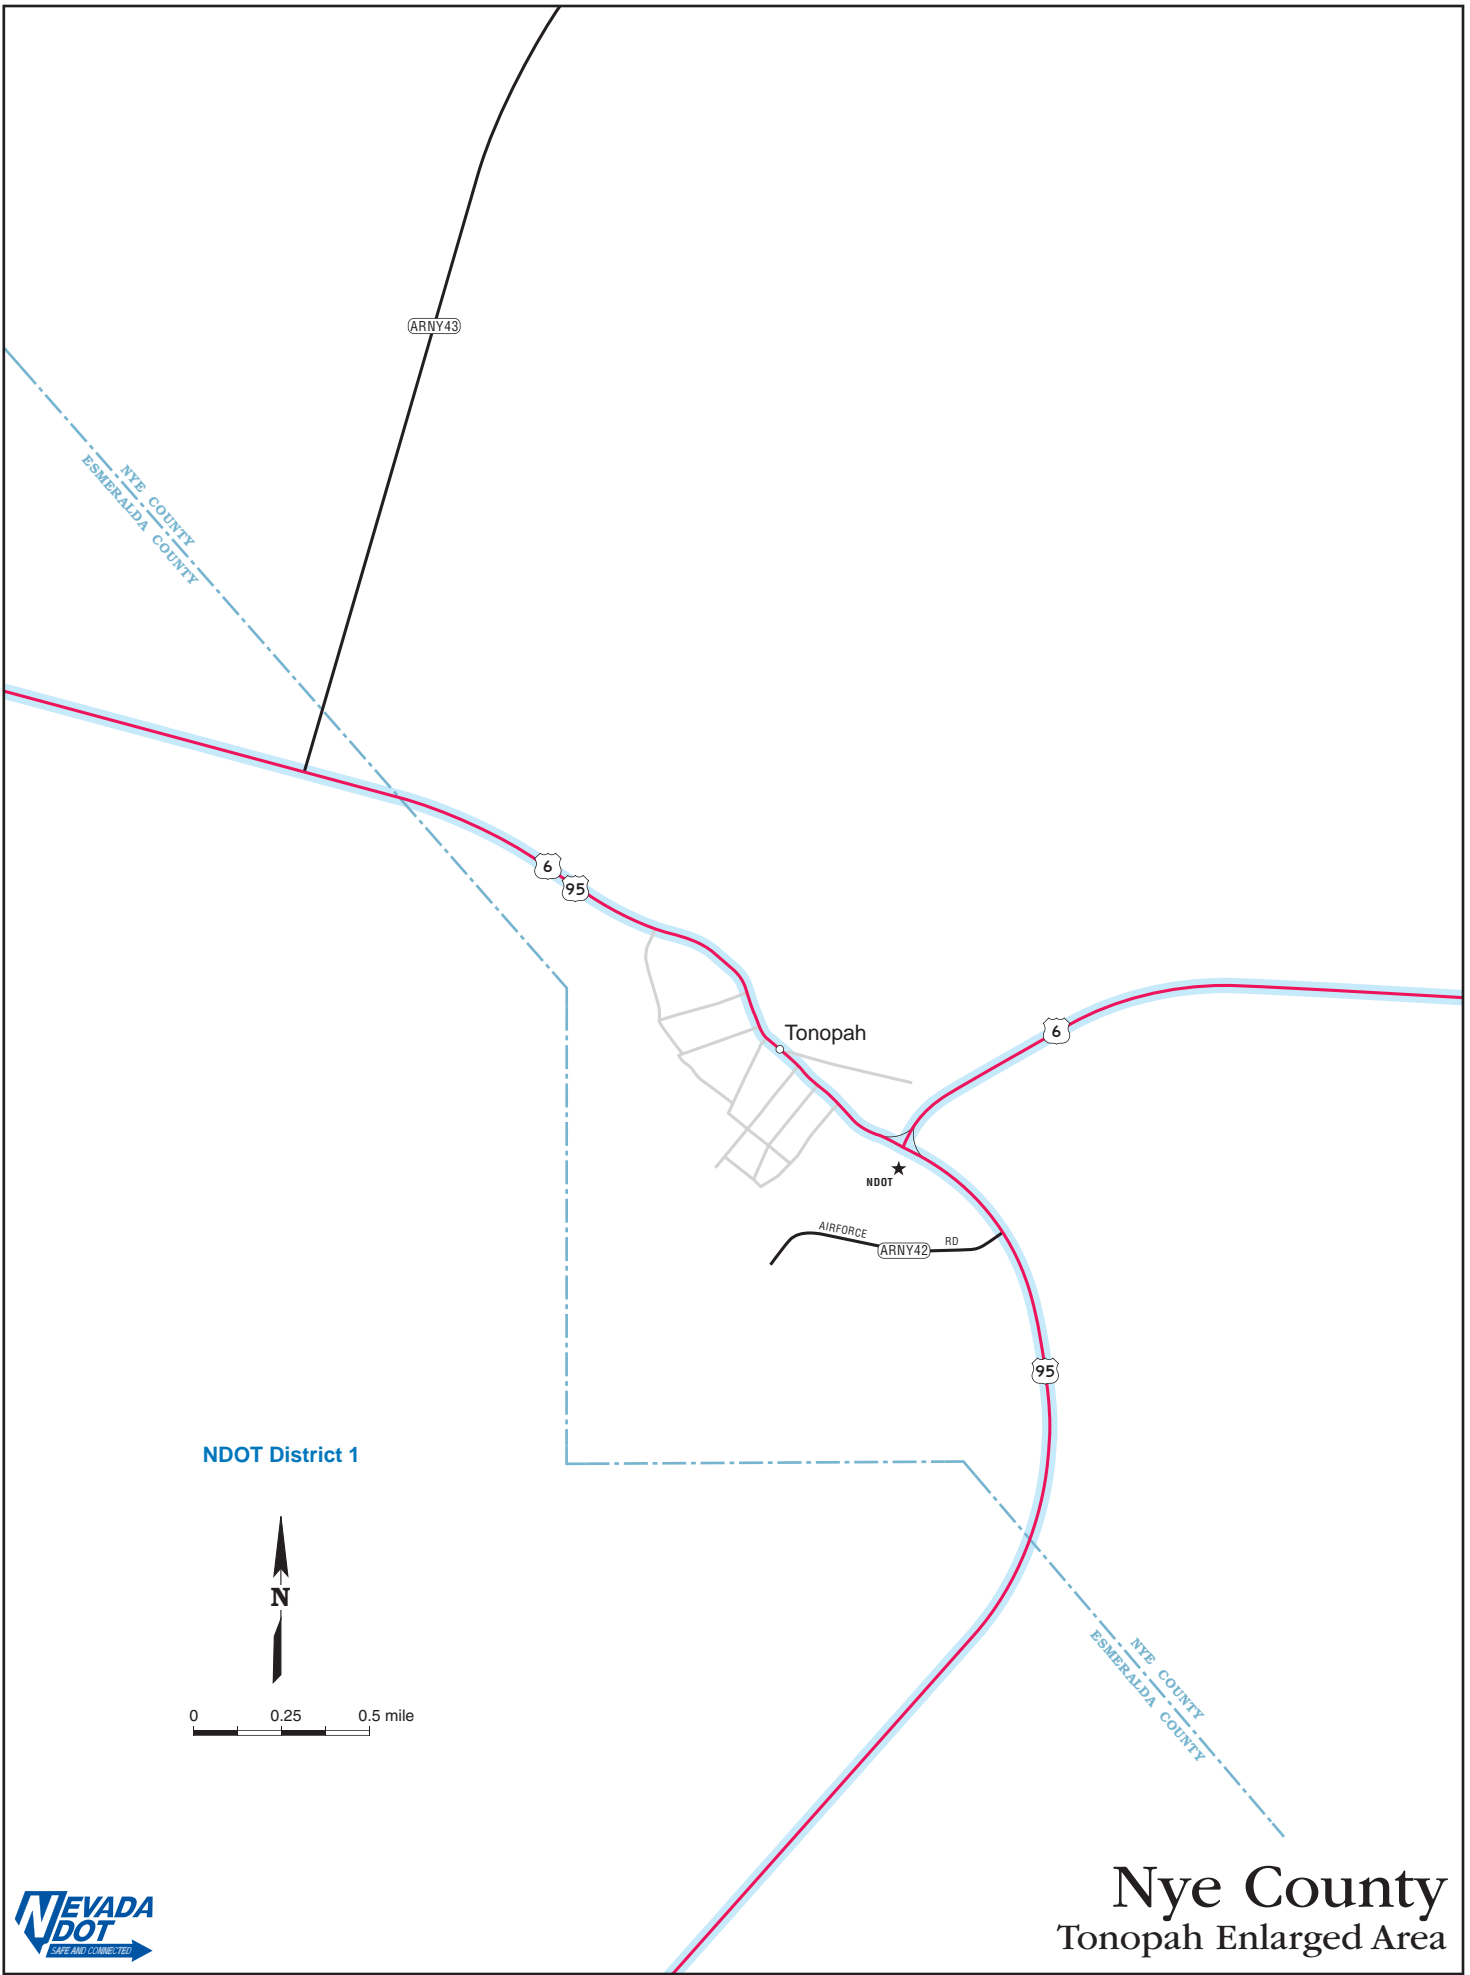 ARNY43
NYE COUNTY
ESMERALDA COUNTY
6
95
Tonopah
6
NDOT
AIRFORCE
ARNY42
RD
95
NDOT District 1
N
0 0.25 0.5 mile
NYE COUNTY
ESMERALDA COUNTY
Nye County
Tonopah Enlarged Area
NEVADA
DOT
SAFE AND CONNECTED